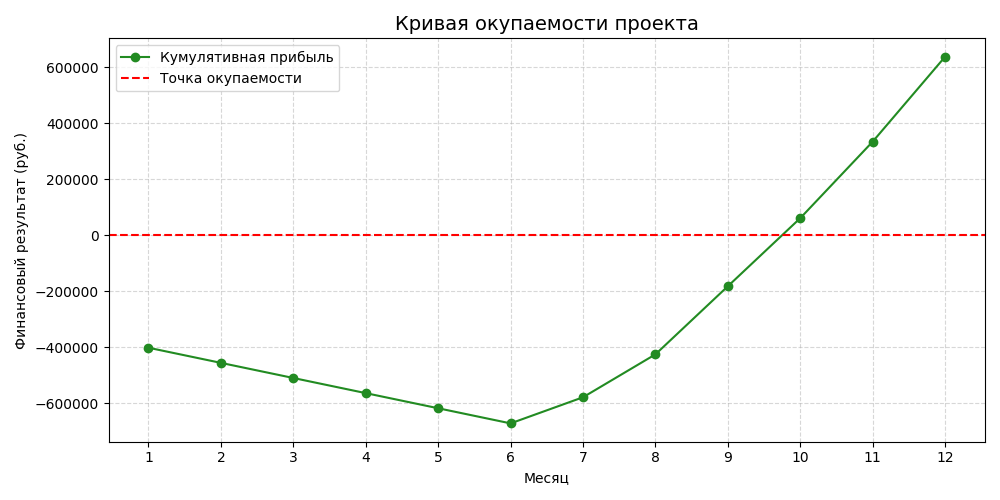 Кривая окупаемости проекта
Кумулятивная прибыль
Точка окупаемости
Финансовый результат (руб.)
600000
400000
200000
0
−200000
−400000
−600000
1 2 3 4 5 6 7 8 9 10 11 12
Месяц